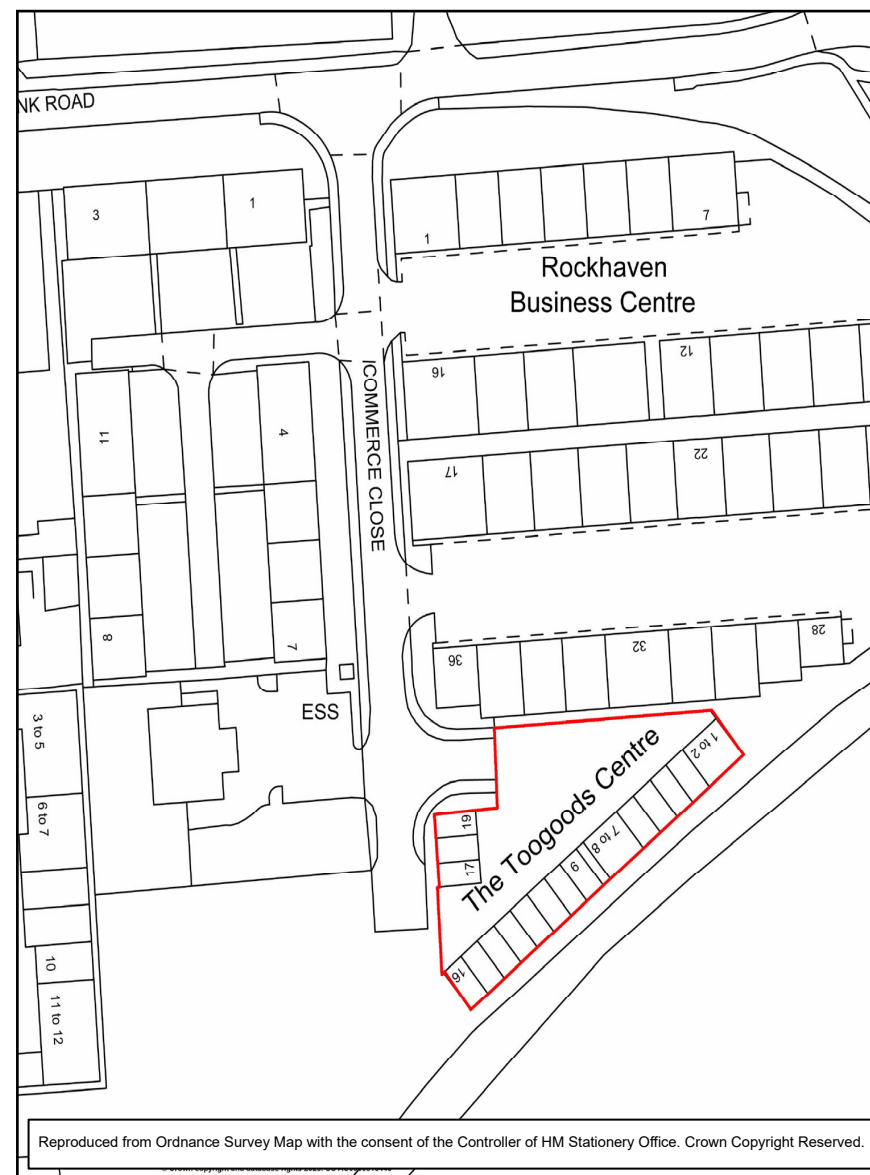 NK ROAD
3
1
1
7
Rockhaven
Business Centre
16
12
COMMERCE CLOSE
11
4
17
22
8
7
36
32
28
ESS
3 to 5
6 to 7
10
11 to 12
The Toogoods Centre
1 to 2
7 to 8
9
16
19
17
Reproduced from Ordnance Survey Map with the consent of the Controller of HM Stationery Office. Crown Copyright Reserved.